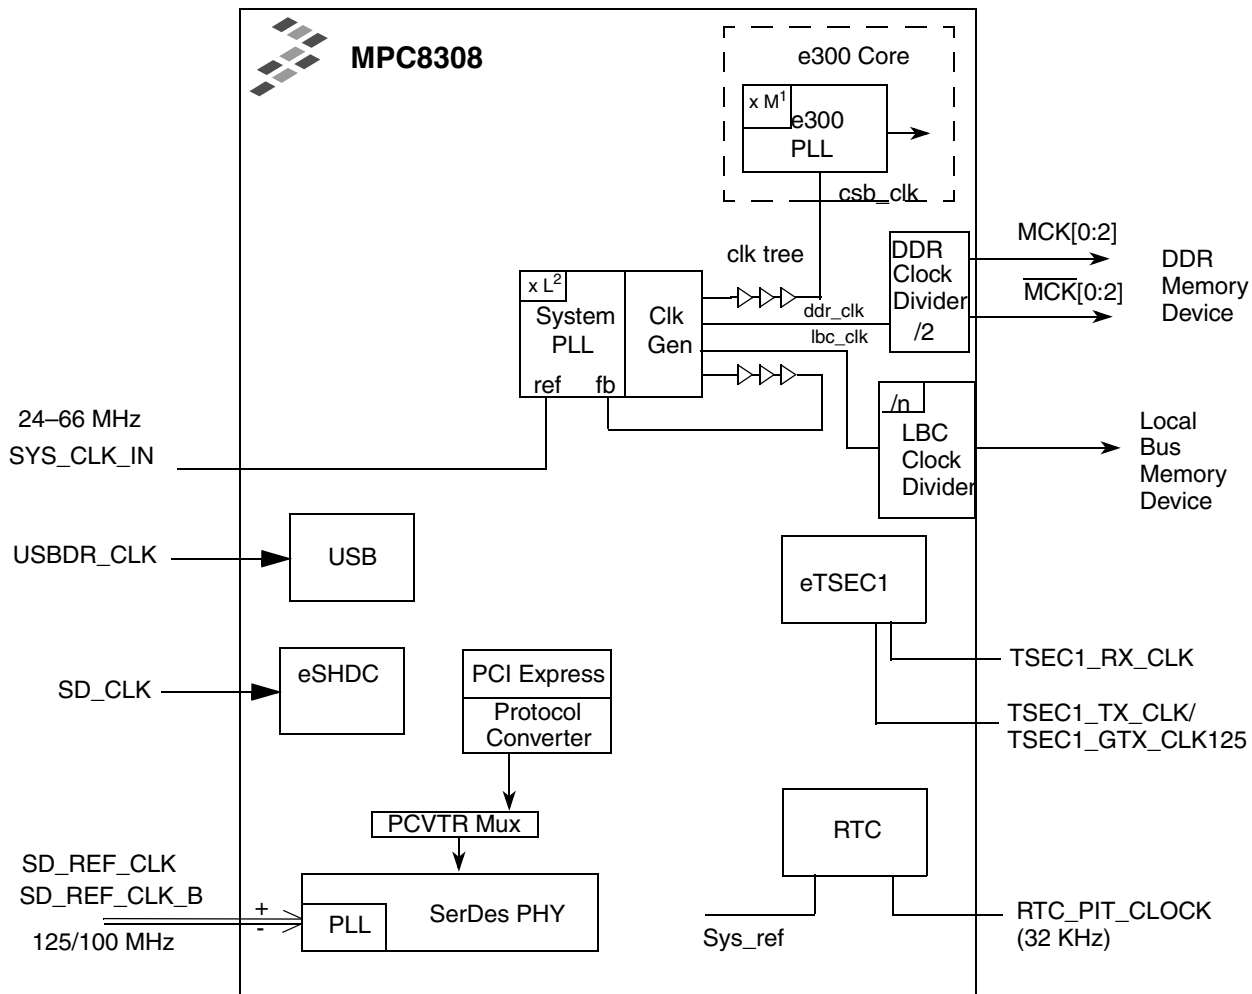 MPC8308
e300 Core
x M1
e300
PLL
csb_clk
clk tree
x L2
System
PLL
ref
fb
Clk
Gen
ddr_clk
lbc_clk
DDR
Clock
Divider
/2
MCK[0:2]
MCK[0:2]
DDR
Memory
Device
/n
LBC
Clock
Divider
Local
Bus
Memory
Device
24–66 MHz
SYS_CLK_IN
USBDR_CLK
USB
eTSEC1
TSEC1_RX_CLK
TSEC1_TX_CLK/
TSEC1_GTX_CLK125
SD_CLK
eSHDC
PCI Express
Protocol
Converter
PCVTR Mux
RTC
SD_REF_CLK
SD_REF_CLK_B
+
-
125/100 MHz
PLL
SerDes PHY
Sys_ref
RTC_PIT_CLOCK
(32 KHz)